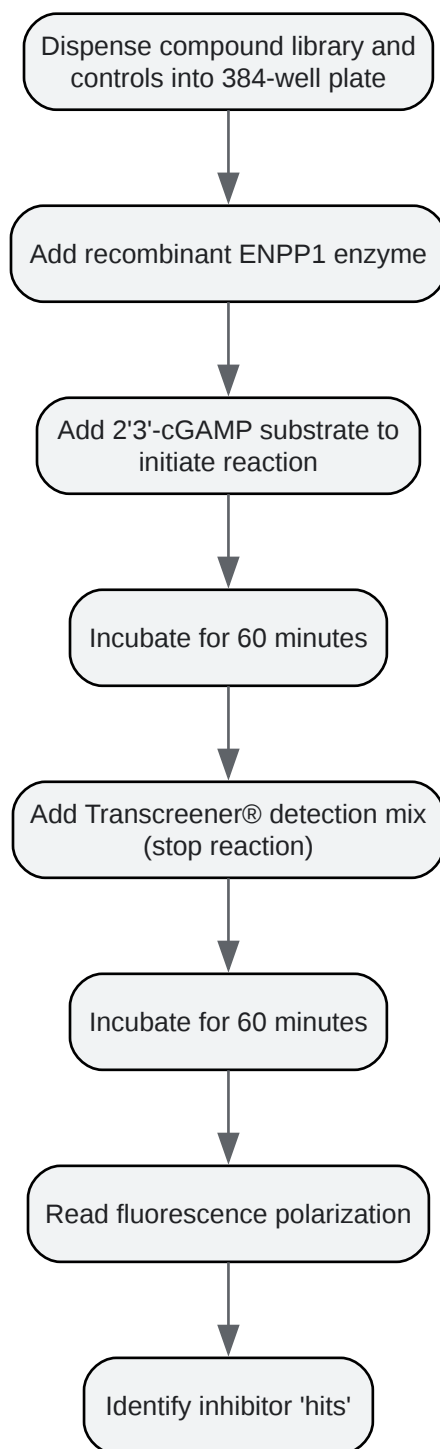 Dispense compound library and
controls into 384-well plate
Add recombinant ENPP1 enzyme
Add 2'3'-cGAMP substrate to
initiate reaction
Incubate for 60 minutes
Add Transcreener® detection mix
(stop reaction)
Incubate for 60 minutes
Read fluorescence polarization
Identify inhibitor 'hits'